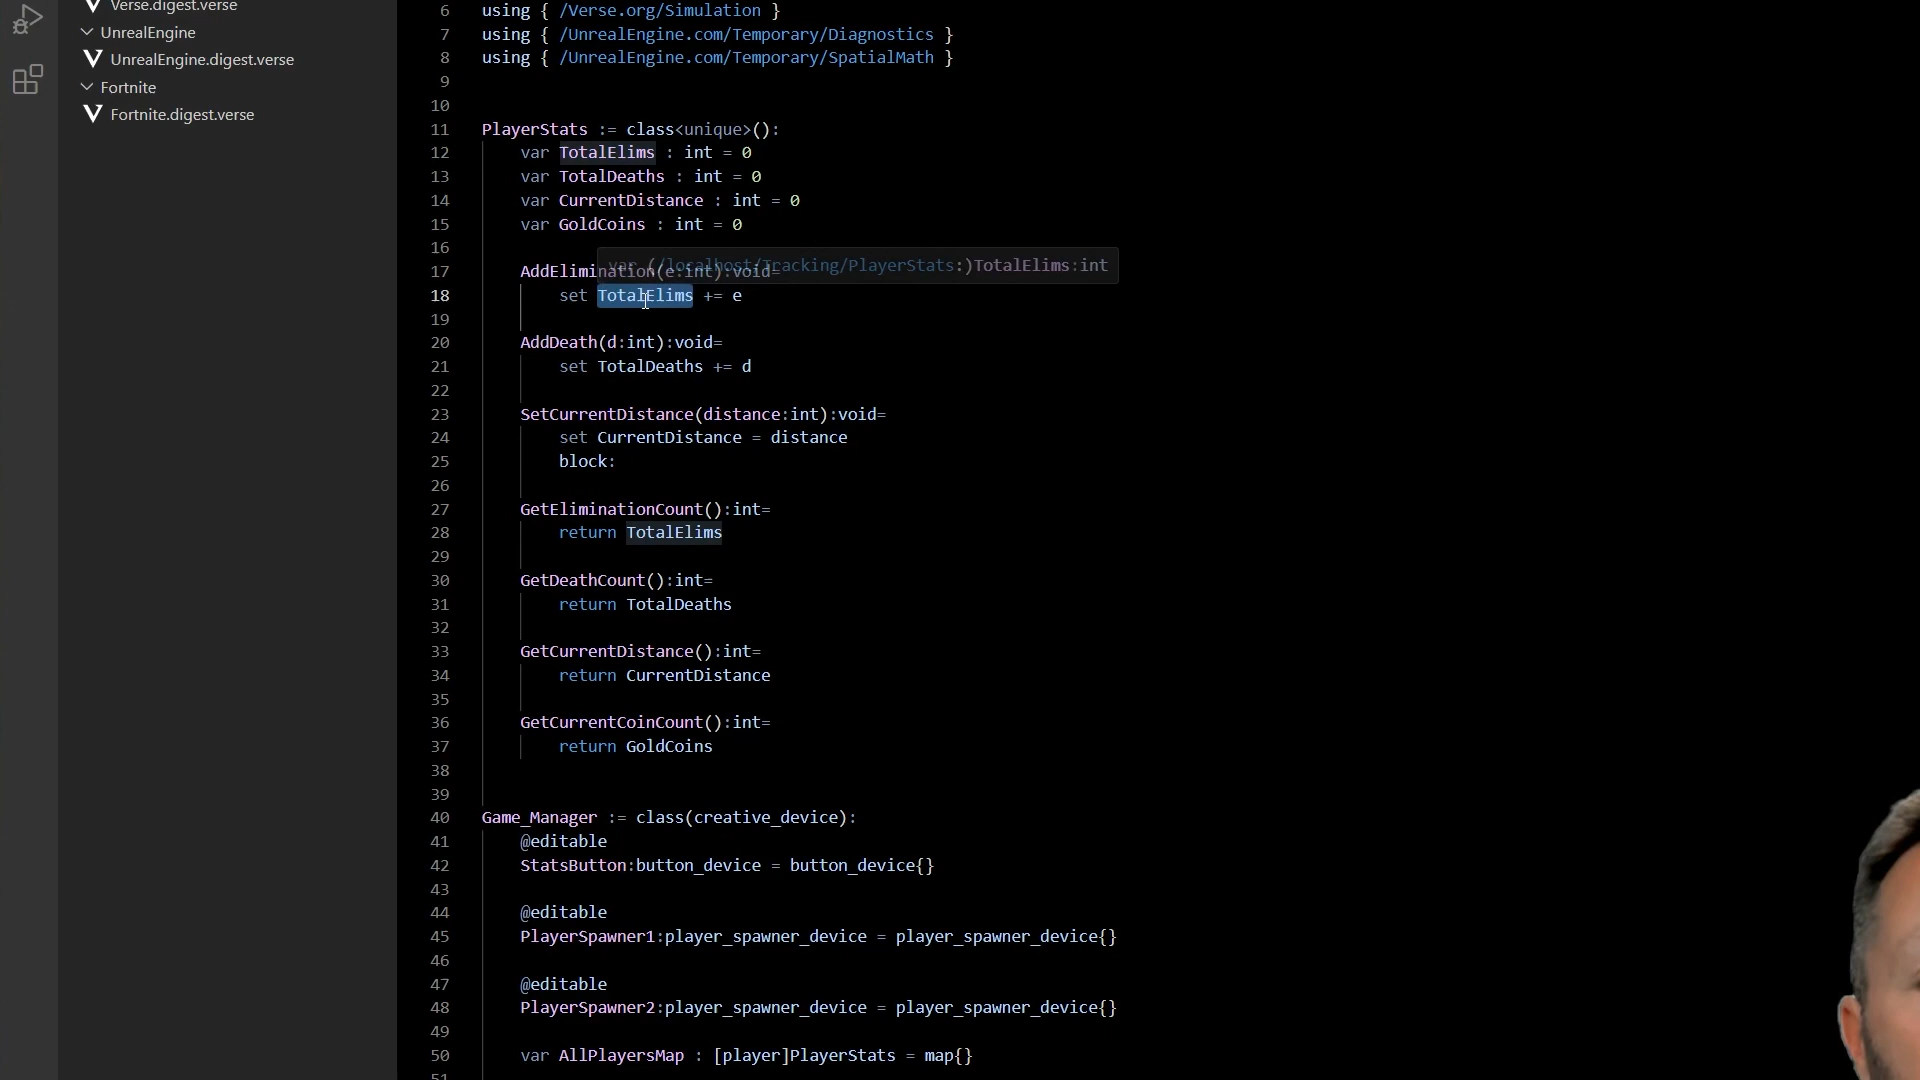 Verse.digest.verse
UnrealEngine
UnrealEngine.digest.verse
Fortnite
Fortnite.digest.verse
6 using { /Verse.org/Simulation }
7 using { /UnrealEngine.com/Temporary/Diagnostics }
8 using { /UnrealEngine.com/Temporary/SpatialMath }
9
10
11 PlayerStats := class<unique>():
12 var TotalElims : int = 0
13 var TotalDeaths : int = 0
14 var CurrentDistance : int = 0
15 var GoldCoins : int = 0
16
var (/localhost/Tracking/PlayerStats:)TotalElims:int
17 AddElimination(e:int):void=
18 set TotalElims += e
19
20 AddDeath(d:int):void=
21 set TotalDeaths += d
22
23 SetCurrentDistance(distance:int):void=
24 set CurrentDistance = distance
25 block:
26
27 GetEliminationCount():int=
28 return TotalElims
29
30 GetDeathCount():int=
31 return TotalDeaths
32
33 GetCurrentDistance():int=
34 return CurrentDistance
35
36 GetCurrentCoinCount():int=
37 return GoldCoins
38
39
40 Game_Manager := class(creative_device):
41 @editable
42 StatsButton:button_device = button_device{}
43
44 @editable
45 PlayerSpawner1:player_spawner_device = player_spawner_device{}
46
47 @editable
48 PlayerSpawner2:player_spawner_device = player_spawner_device{}
49
50 var AllPlayersMap : [player]PlayerStats = map{}
51